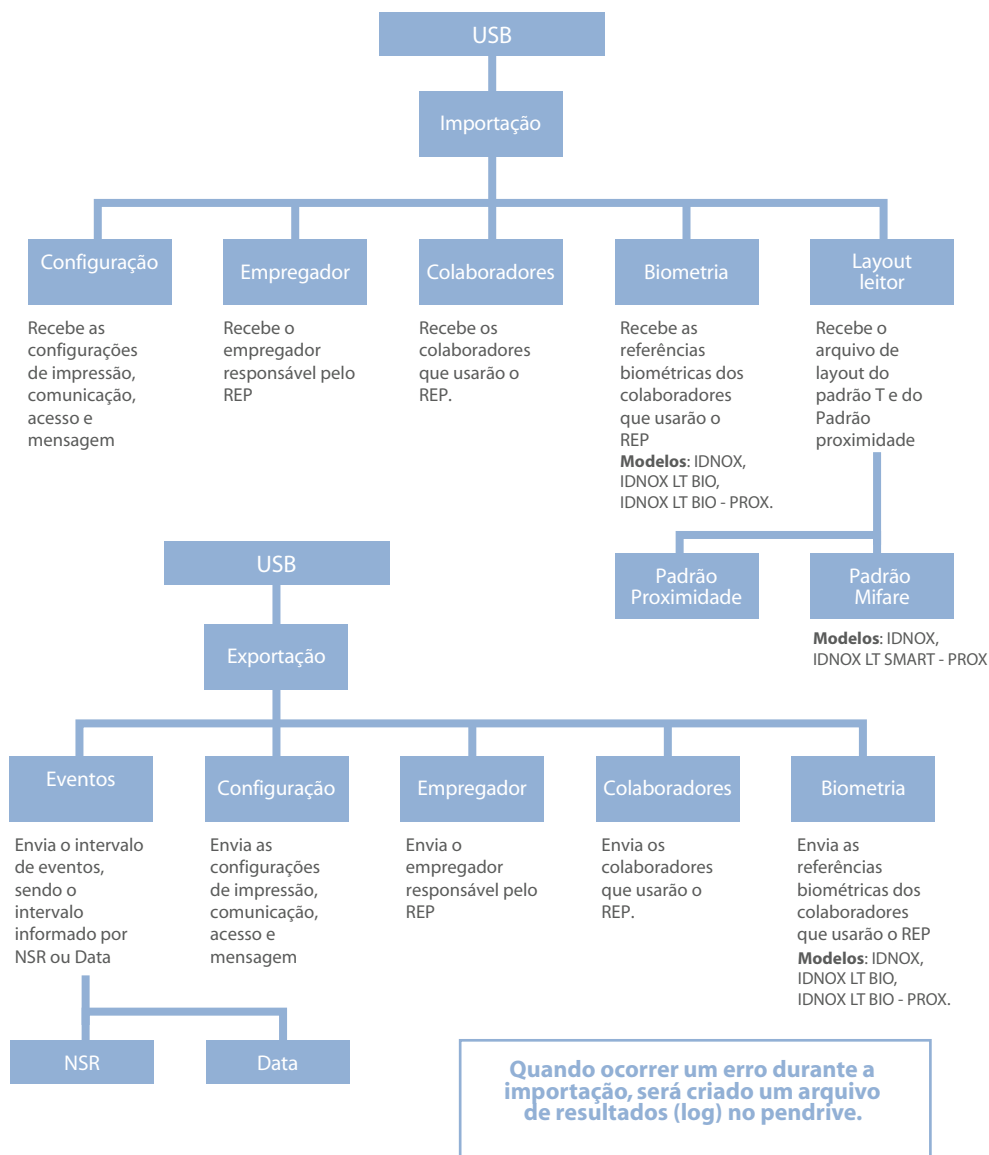 USB
Importação
Configuração
Recebe as
configurações
de impressão,
comunicação,
acesso e
mensagem
Empregador
Recebe o
empregador
responsável pelo
REP
Colaboradores
Recebe os
colaboradores
que usarão o
REP.
Biometria
Recebe as
referências
biométricas dos
colaboradores
que usarão o
REP
Modelos: IDNOX,
IDNOX LT BIO,
IDNOX LT BIO - PROX.
Layout
leitor
Recebe o
arquivo de
layout do
padrão T e do
Padrão
proximidade
Padrão
Proximidade
Padrão
Mifare
Modelos: IDNOX,
IDNOX LT SMART - PROX
USB
Exportação
Eventos
Envia o intervalo
de eventos,
sendo o
intervalo
informado por
NSR ou Data
NSR
Data
Configuração
Envia as
configurações
de impressão,
comunicação,
acesso e
mensagem
Empregador
Envia o
empregador
responsável pelo
REP
Colaboradores
Envia os
colaboradores
que usarão o
REP.
Biometria
Envia as
referências
biométricas dos
colaboradores
que usarão o REP
Modelos: IDNOX,
IDNOX LT BIO,
IDNOX LT BIO - PROX.
Quando ocorrer um erro durante a
importação, será criado um arquivo
de resultados (log) no pendrive.